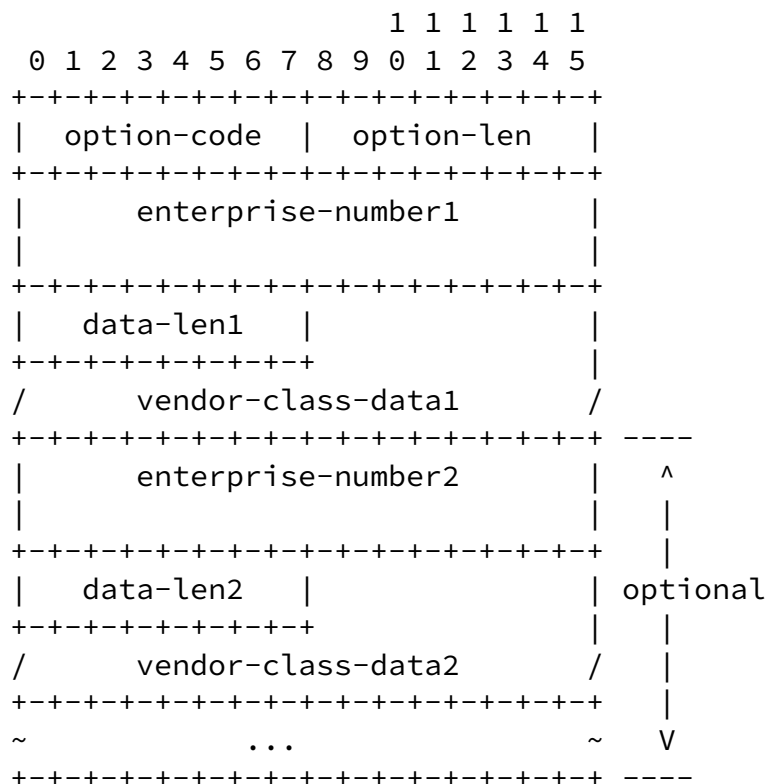 1 1 1 1 1 1
 0 1 2 3 4 5 6 7 8 9 0 1 2 3 4 5
+-+-+-+-+-+-+-+-+-+-+-+-+-+-+-+-+
|  option-code  |  option-len   |
+-+-+-+-+-+-+-+-+-+-+-+-+-+-+-+-+
|      enterprise-number1       |
|                               |
+-+-+-+-+-+-+-+-+-+-+-+-+-+-+-+-+
|   data-len1   |               |
+-+-+-+-+-+-+-+-+               |
/      vendor-class-data1       /
+-+-+-+-+-+-+-+-+-+-+-+-+-+-+-+-+ ----
|      enterprise-number2       |   ^
|                               |   |
+-+-+-+-+-+-+-+-+-+-+-+-+-+-+-+-+   |
|   data-len2   |               | optional
+-+-+-+-+-+-+-+-+               |   |
/      vendor-class-data2       /   |
+-+-+-+-+-+-+-+-+-+-+-+-+-+-+-+-+   |
~            ...                ~   V
+-+-+-+-+-+-+-+-+-+-+-+-+-+-+-+-+ ----